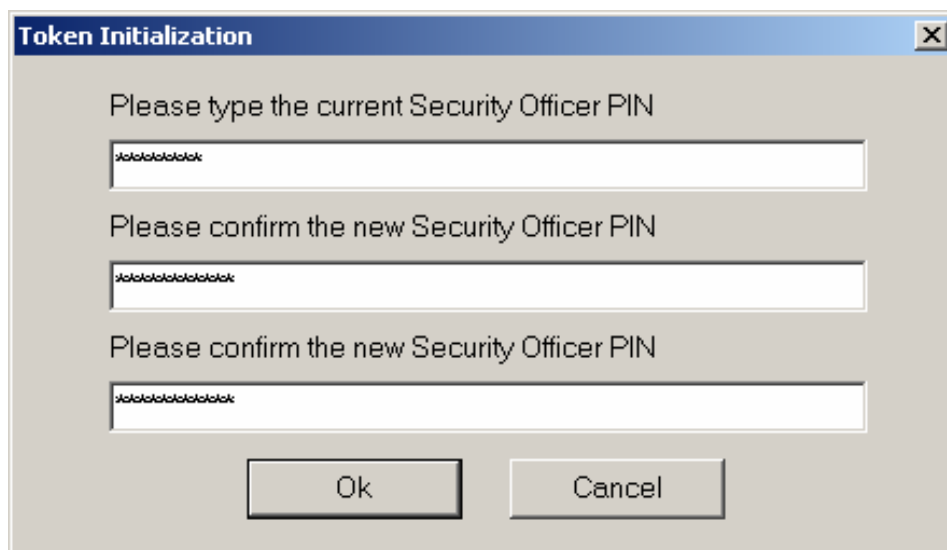 Token Initialization
Please type the current Security Officer PIN
*********
Please confirm the new Security Officer PIN
************
Please confirm the new Security Officer PIN
************
Ok
Cancel